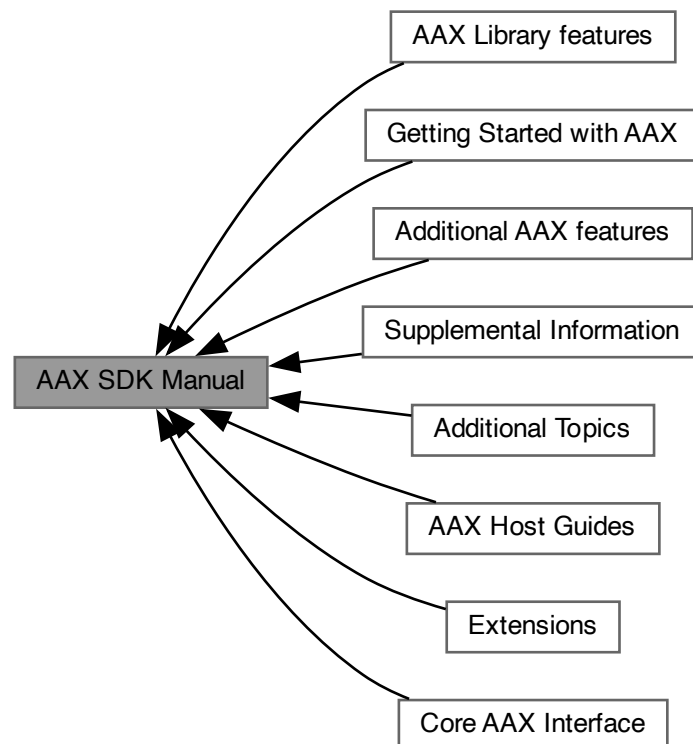 AAX Library features
Getting Started with AAX
Additional AAX features
Supplemental Information
AAX SDK Manual
Additional Topics
AAX Host Guides
Extensions
Core AAX Interface